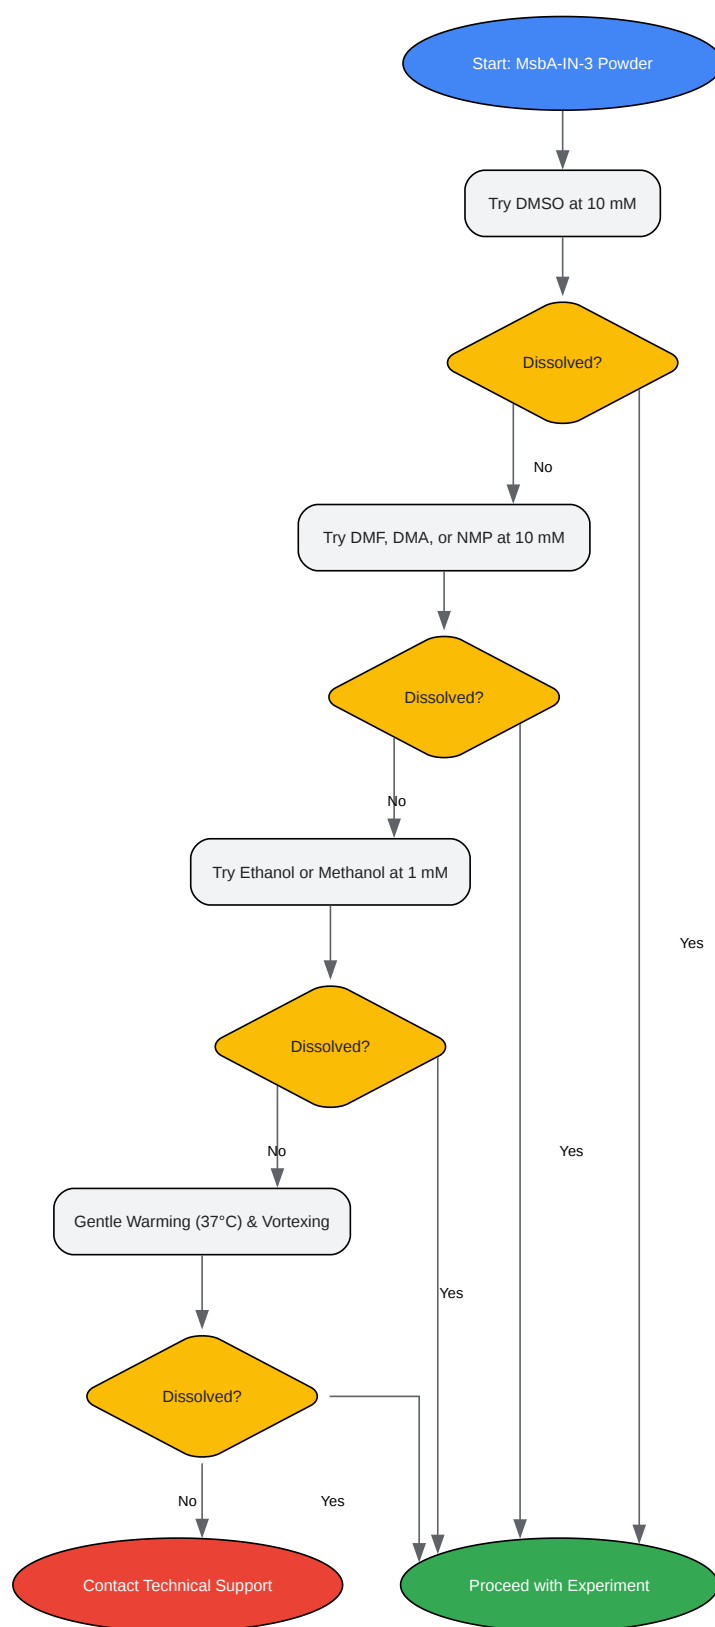 Start: MsbA-IN-3 Powder
Try DMSO at 10 mM
Dissolved?
No
Try DMF, DMA, or NMP at 10 mM
Dissolved?
No
Try Ethanol or Methanol at 1 mM
Yes
Dissolved?
No
Yes
Gentle Warming (37°C) & Vortexing
Yes
Dissolved?
No
Yes
Contact Technical Support
Proceed with Experiment